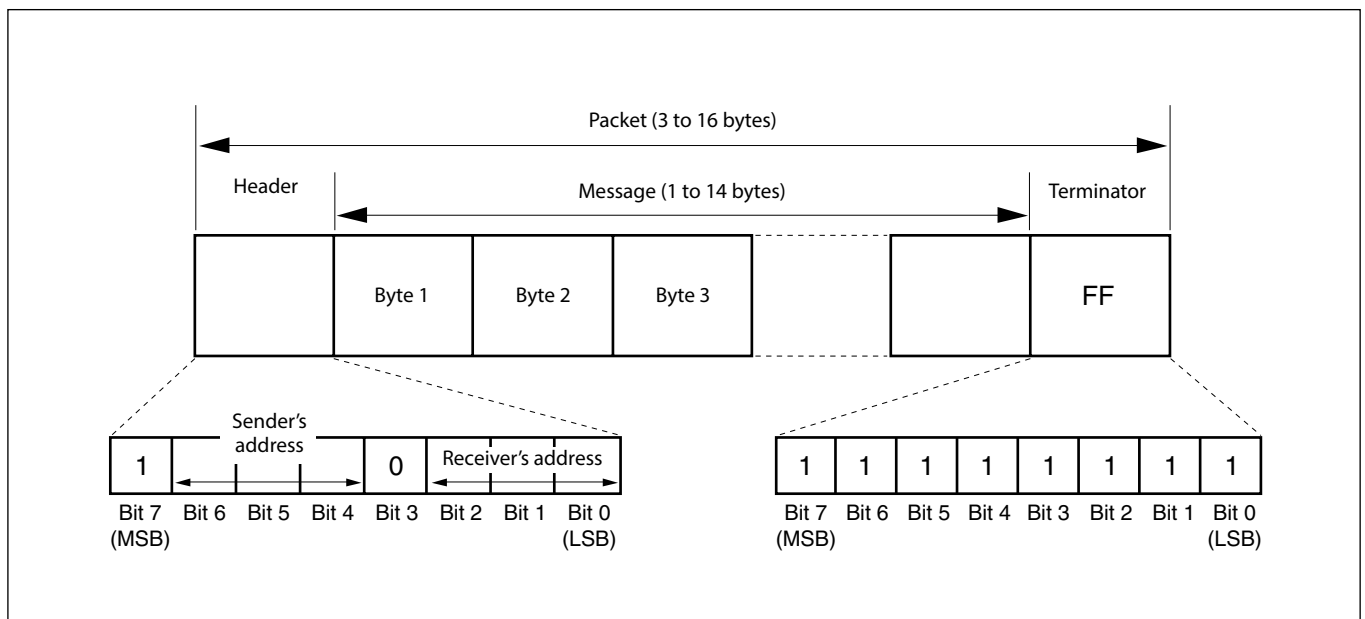 Packet (3 to 16 bytes)
Header
Message (1 to 14 bytes)
Terminator
Byte 1
Byte 2
Byte 3
FF
Sender’s
address
1
0
Receiver’s address
Bit 7 Bit 6 Bit 5 Bit 4 Bit 3 Bit 2 Bit 1 Bit 0
(MSB) (LSB)
1 1 1 1 1 1 1 1
Bit 7 Bit 6 Bit 5 Bit 4 Bit 3 Bit 2 Bit 1 Bit 0
(MSB) (LSB)